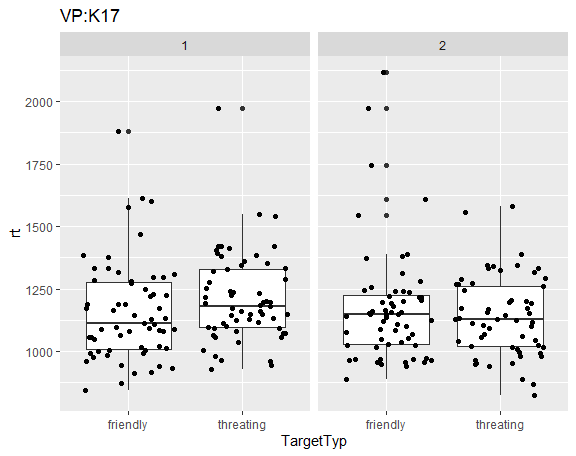 VP:K17
1 2
rt
2000
1750
1500
1250
1000
friendly threating friendly threating
TargetTyp